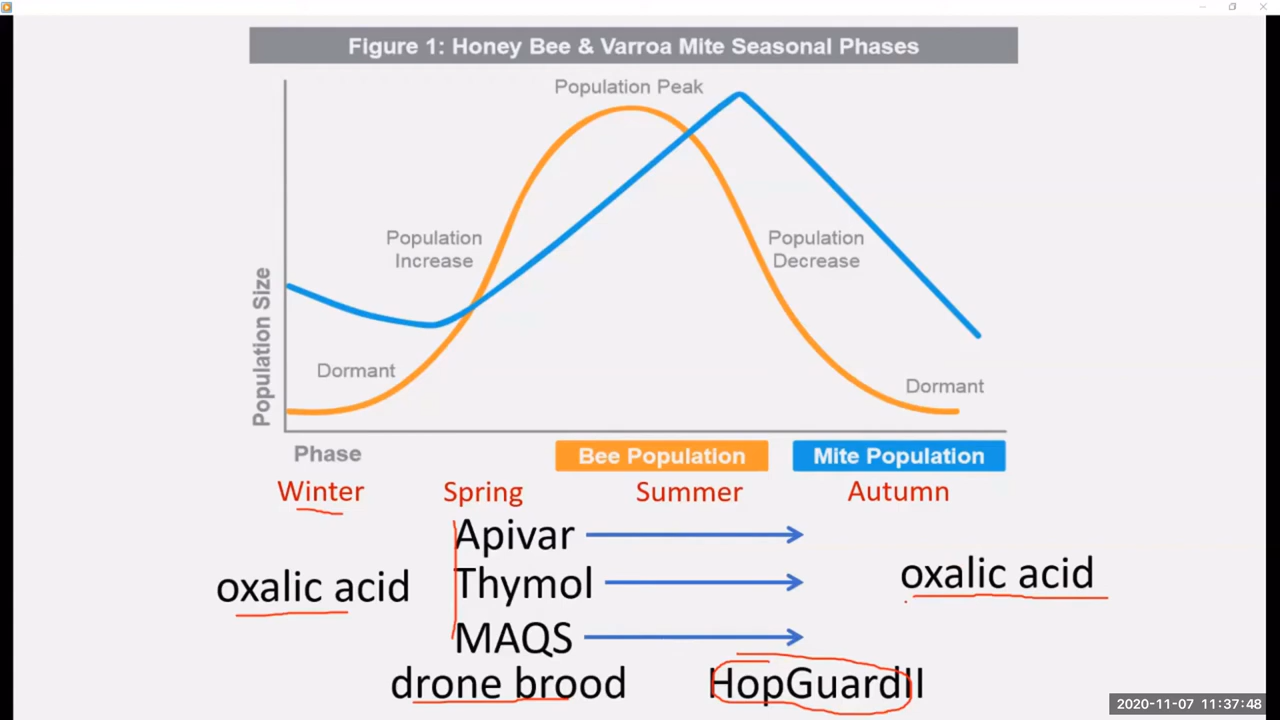 Figure 1: Honey Bee & Varroa Mite Seasonal Phases
Population Peak
Population
Increase
Population
Decrease
Population Size
Dormant
Dormant
Phase
Bee Population
Mite Population
Winter
Spring
Summer
Autumn
Apivar
oxalic acid
Thymol
oxalic acid
MAQS
drone brood
HopGuardII
2020-11-07 11:37:48